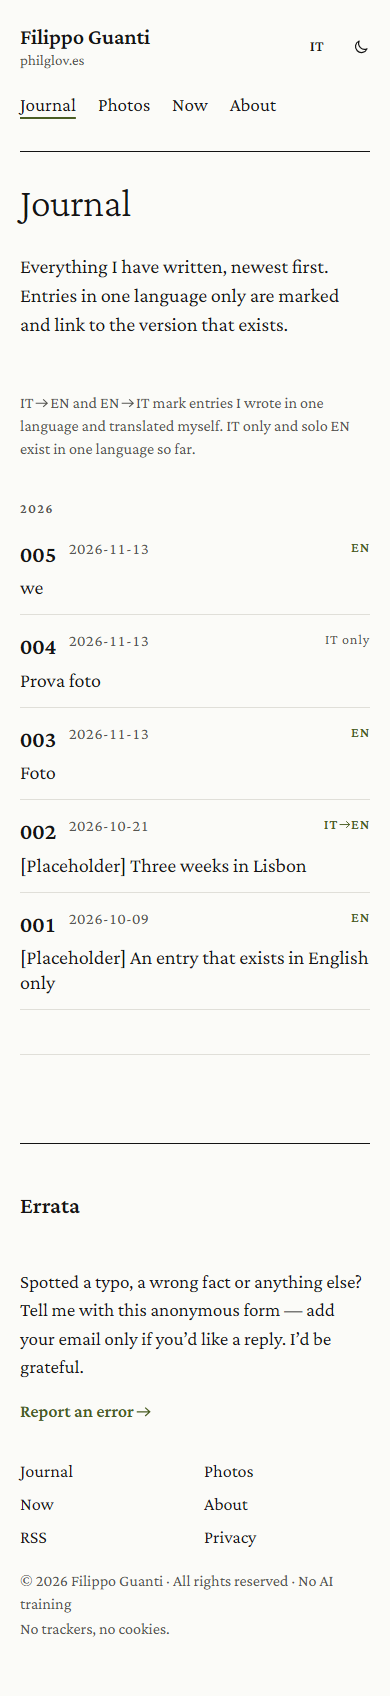 Filippo Guanti
philglov.es
IT
Journal Photos Now About
Journal
Everything I have written, newest first.
Entries in one language only are marked
and link to the version that exists.
IT→EN and EN→IT mark entries I wrote in one
language and translated myself. IT only and solo EN
exist in one language so far.
2026
005 2026-11-13 EN
we
004 2026-11-13 IT only
Prova foto
003 2026-11-13 EN
Foto
002 2026-10-21 IT→EN
[Placeholder] Three weeks in Lisbon
001 2026-10-09 EN
[Placeholder] An entry that exists in English
only
Errata
Spotted a typo, a wrong fact or anything else?
Tell me with this anonymous form — add
your email only if you’d like a reply. I’d be
grateful.
Report an error→
Journal Photos
Now About
RSS Privacy
© 2026 Filippo Guanti · All rights reserved · No AI
training
No trackers, no cookies.